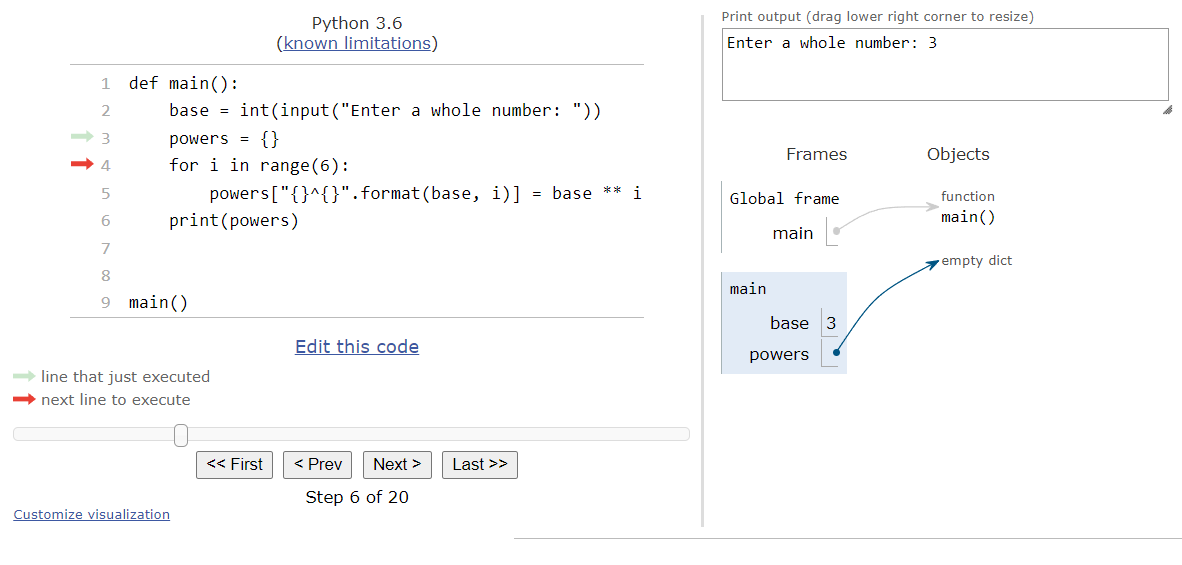 Python 3.6
(known limitations)
1 def main():
2     base = int(input("Enter a whole number: "))
3     powers = {}
4     for i in range(6):
5         powers["{}^{}".format(base, i)] = base ** i
6     print(powers)
7
8
9 main()
Edit this code
line that just executed
next line to execute
<< First < Prev Next > Last >>
Step 6 of 20
Customize visualization
Print output (drag lower right corner to resize)
Enter a whole number: 3
Frames Objects
Global frame
main
function
main()
empty dict
main
base 3
powers